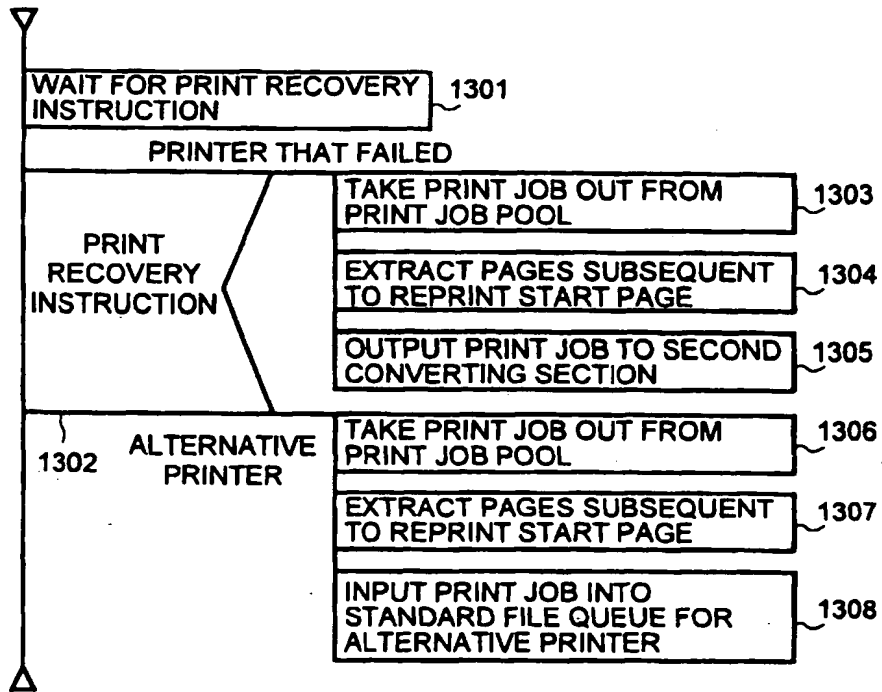 WAIT FOR PRINT RECOVERY
INSTRUCTION
1301
PRINTER THAT FAILED
TAKE PRINT JOB OUT FROM
PRINT JOB POOL
1303
PRINT
RECOVERY
INSTRUCTION
EXTRACT PAGES SUBSEQUENT
TO REPRINT START PAGE
1304
OUTPUT PRINT JOB TO SECOND
CONVERTING SECTION
1305
1302
ALTERNATIVE
PRINTER
TAKE PRINT JOB OUT FROM
PRINT JOB POOL
1306
EXTRACT PAGES SUBSEQUENT
TO REPRINT START PAGE
1307
INPUT PRINT JOB INTO
STANDARD FILE QUEUE FOR
ALTERNATIVE PRINTER
1308